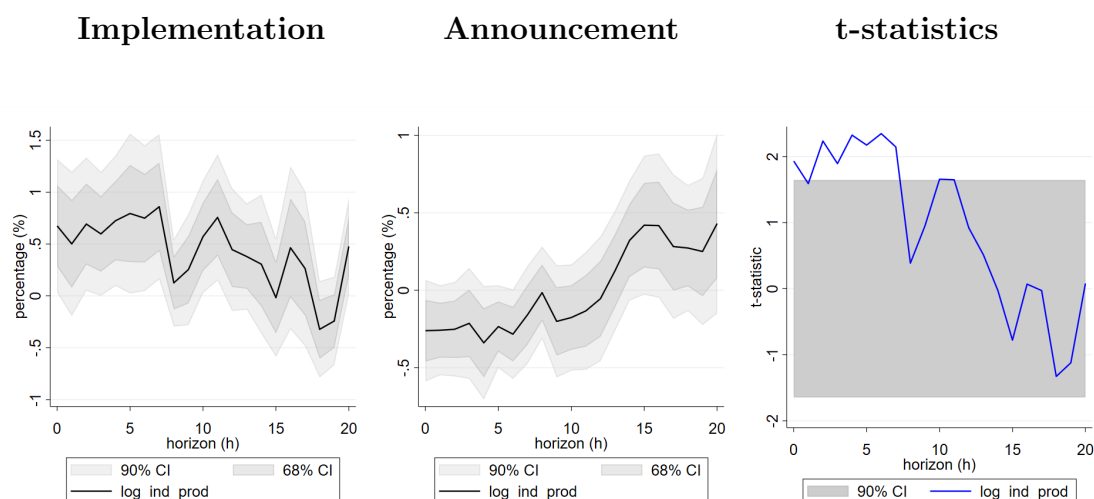 Implementation
Announcement
t-statistics
percentage (%)
1.5
1
.5
0
-.5
-1
0
5
10
15
20
horizon (h)
90% CI
68% CI
log_ind_prod
percentage (%)
1
.5
0
-.5
0
5
10
15
20
horizon (h)
90% CI
68% CI
log_ind_prod
t-statistic
2
1
0
-1
-2
0
5
10
15
20
horizon (h)
90% CI
log_ind_prod